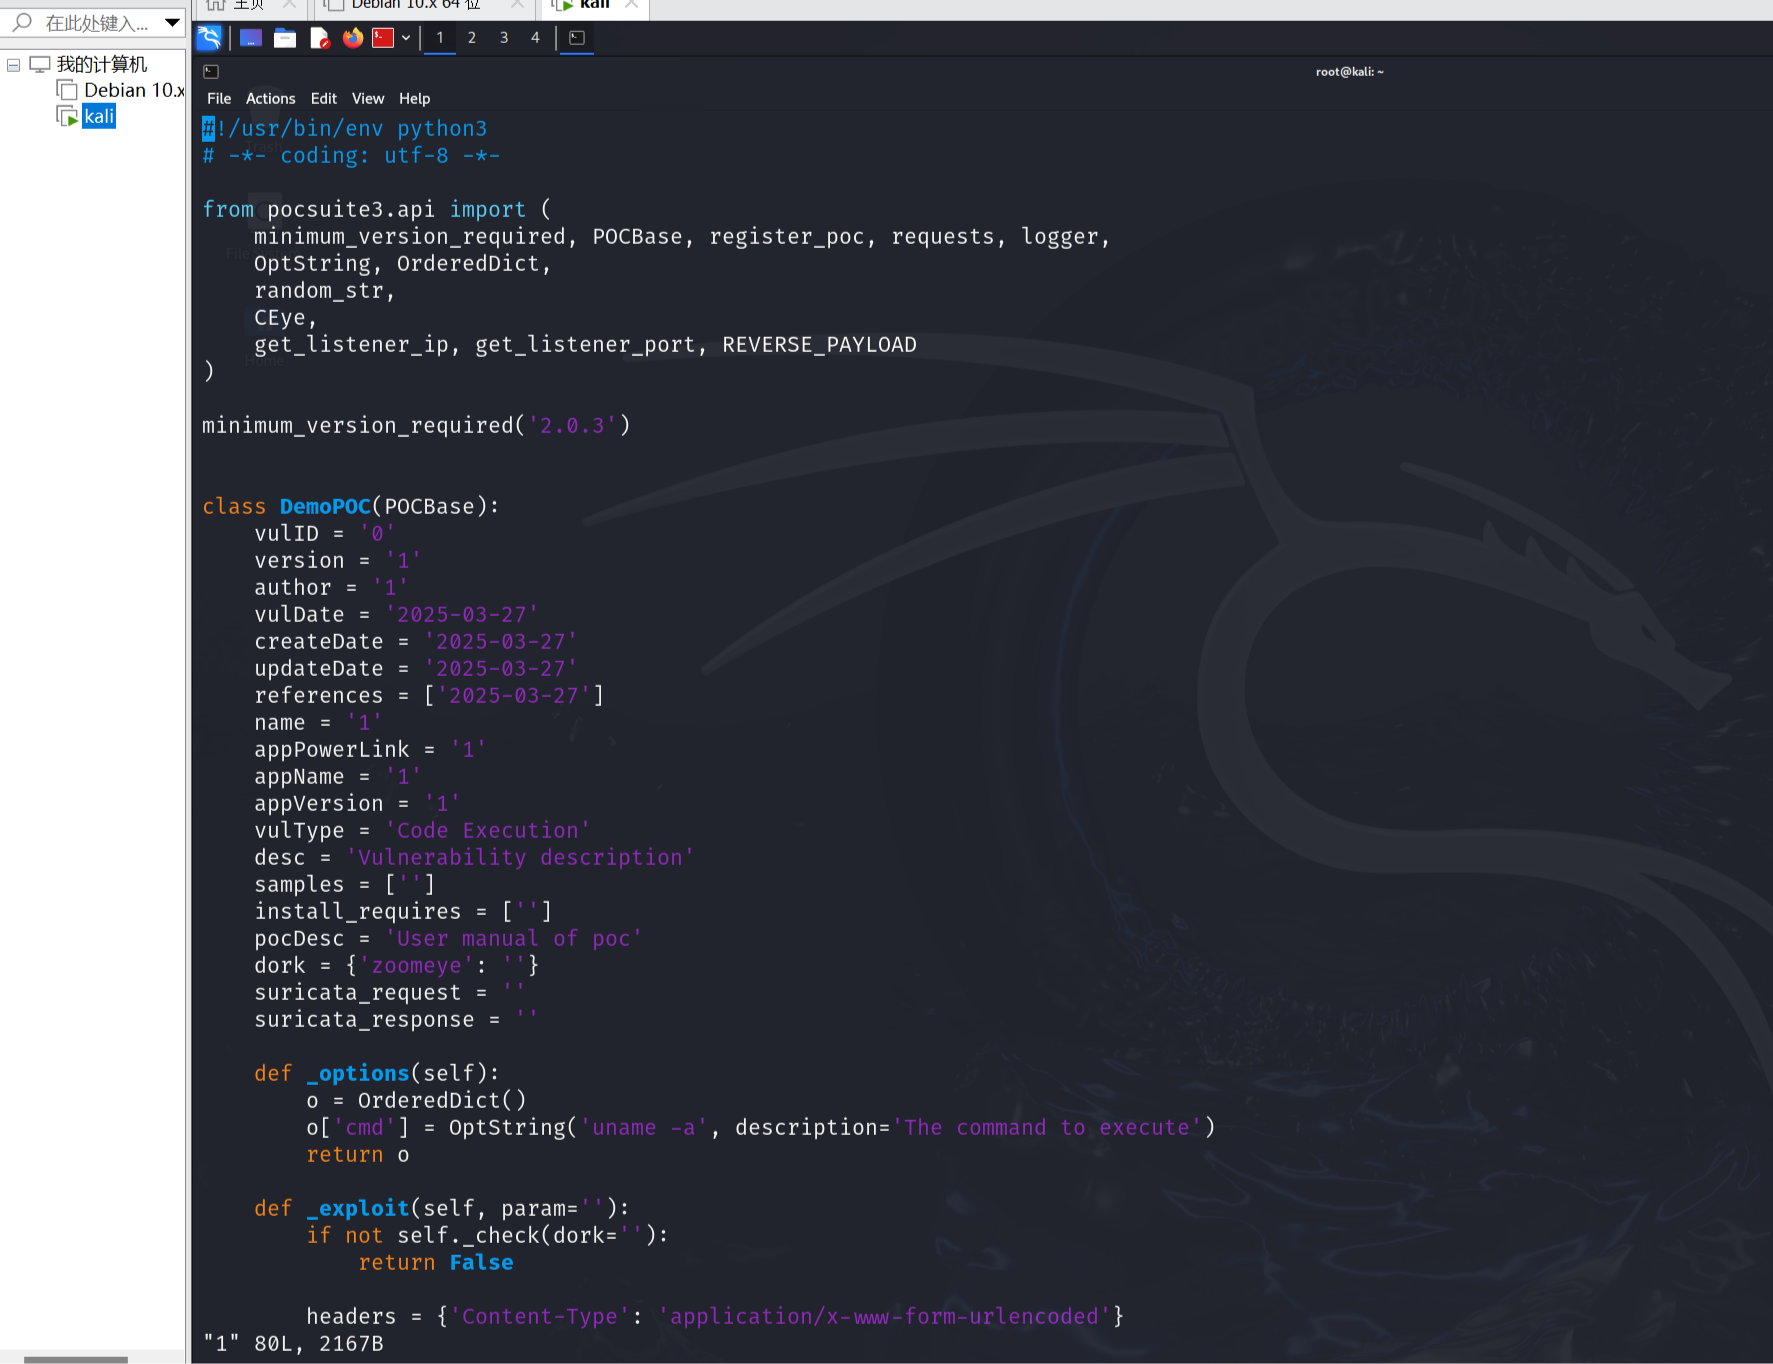 主页
Debian 10.x 64 位
kali
在此处键入...
我的计算机
Debian 10.x
kali
1 2 3 4
root@kali: ~
File Actions Edit View Help
#!/usr/bin/env python3
# -*- coding: utf-8 -*-
from pocsuite3.api import (
    minimum_version_required, POCBase, register_poc, requests, logger,
    OptString, OrderedDict,
    random_str,
    CEye,
    get_listener_ip, get_listener_port, REVERSE_PAYLOAD
)
minimum_version_required('2.0.3')
class DemoPOC(POCBase):
    vulID = '0'
    version = '1'
    author = '1'
    vulDate = '2025-03-27'
    createDate = '2025-03-27'
    updateDate = '2025-03-27'
    references = ['2025-03-27']
    name = '1'
    appPowerLink = '1'
    appName = '1'
    appVersion = '1'
    vulType = 'Code Execution'
    desc = 'Vulnerability description'
    samples = ['']
    install_requires = ['']
    pocDesc = 'User manual of poc'
    dork = {'zoomeye': ''}
    suricata_request = ''
    suricata_response = ''
    def _options(self):
        o = OrderedDict()
        o['cmd'] = OptString('uname -a', description='The command to execute')
        return o
    def _exploit(self, param=''):
        if not self._check(dork=''):
            return False
        headers = {'Content-Type': 'application/x-www-form-urlencoded'}
"1" 80L, 2167B
Trash
File
Home